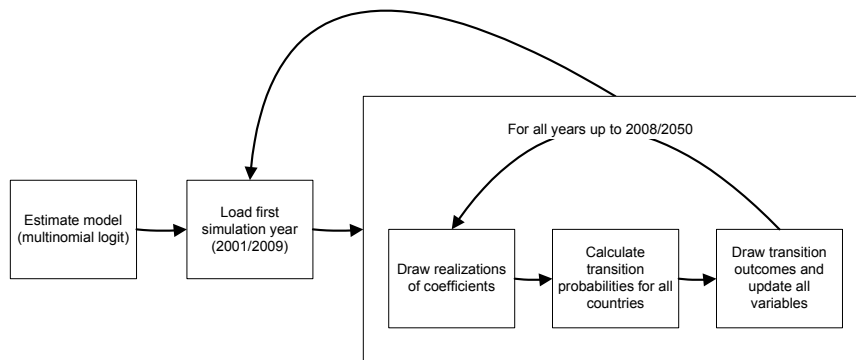 For all years up to 2008/2050
Estimate model
(multinomial logit)
Load first
simulation year
(2001/2009)
Draw realizations
of coefficients
Calculate
transition
probabilities for all
countries
Draw transition
outcomes and
update all
variables